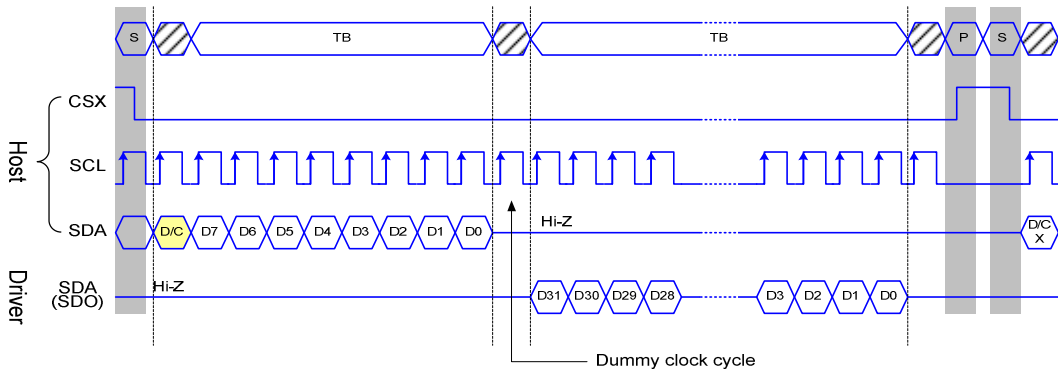 S TB TB P S
CSX
Host
SCL
SDA D/C D7 D6 D5 D4 D3 D2 D1 D0 Hi-Z D/C
X
Driver
SDA
(SDO)
Hi-Z D31 D30 D29 D28 D3 D2 D1 D0
Dummy clock cycle